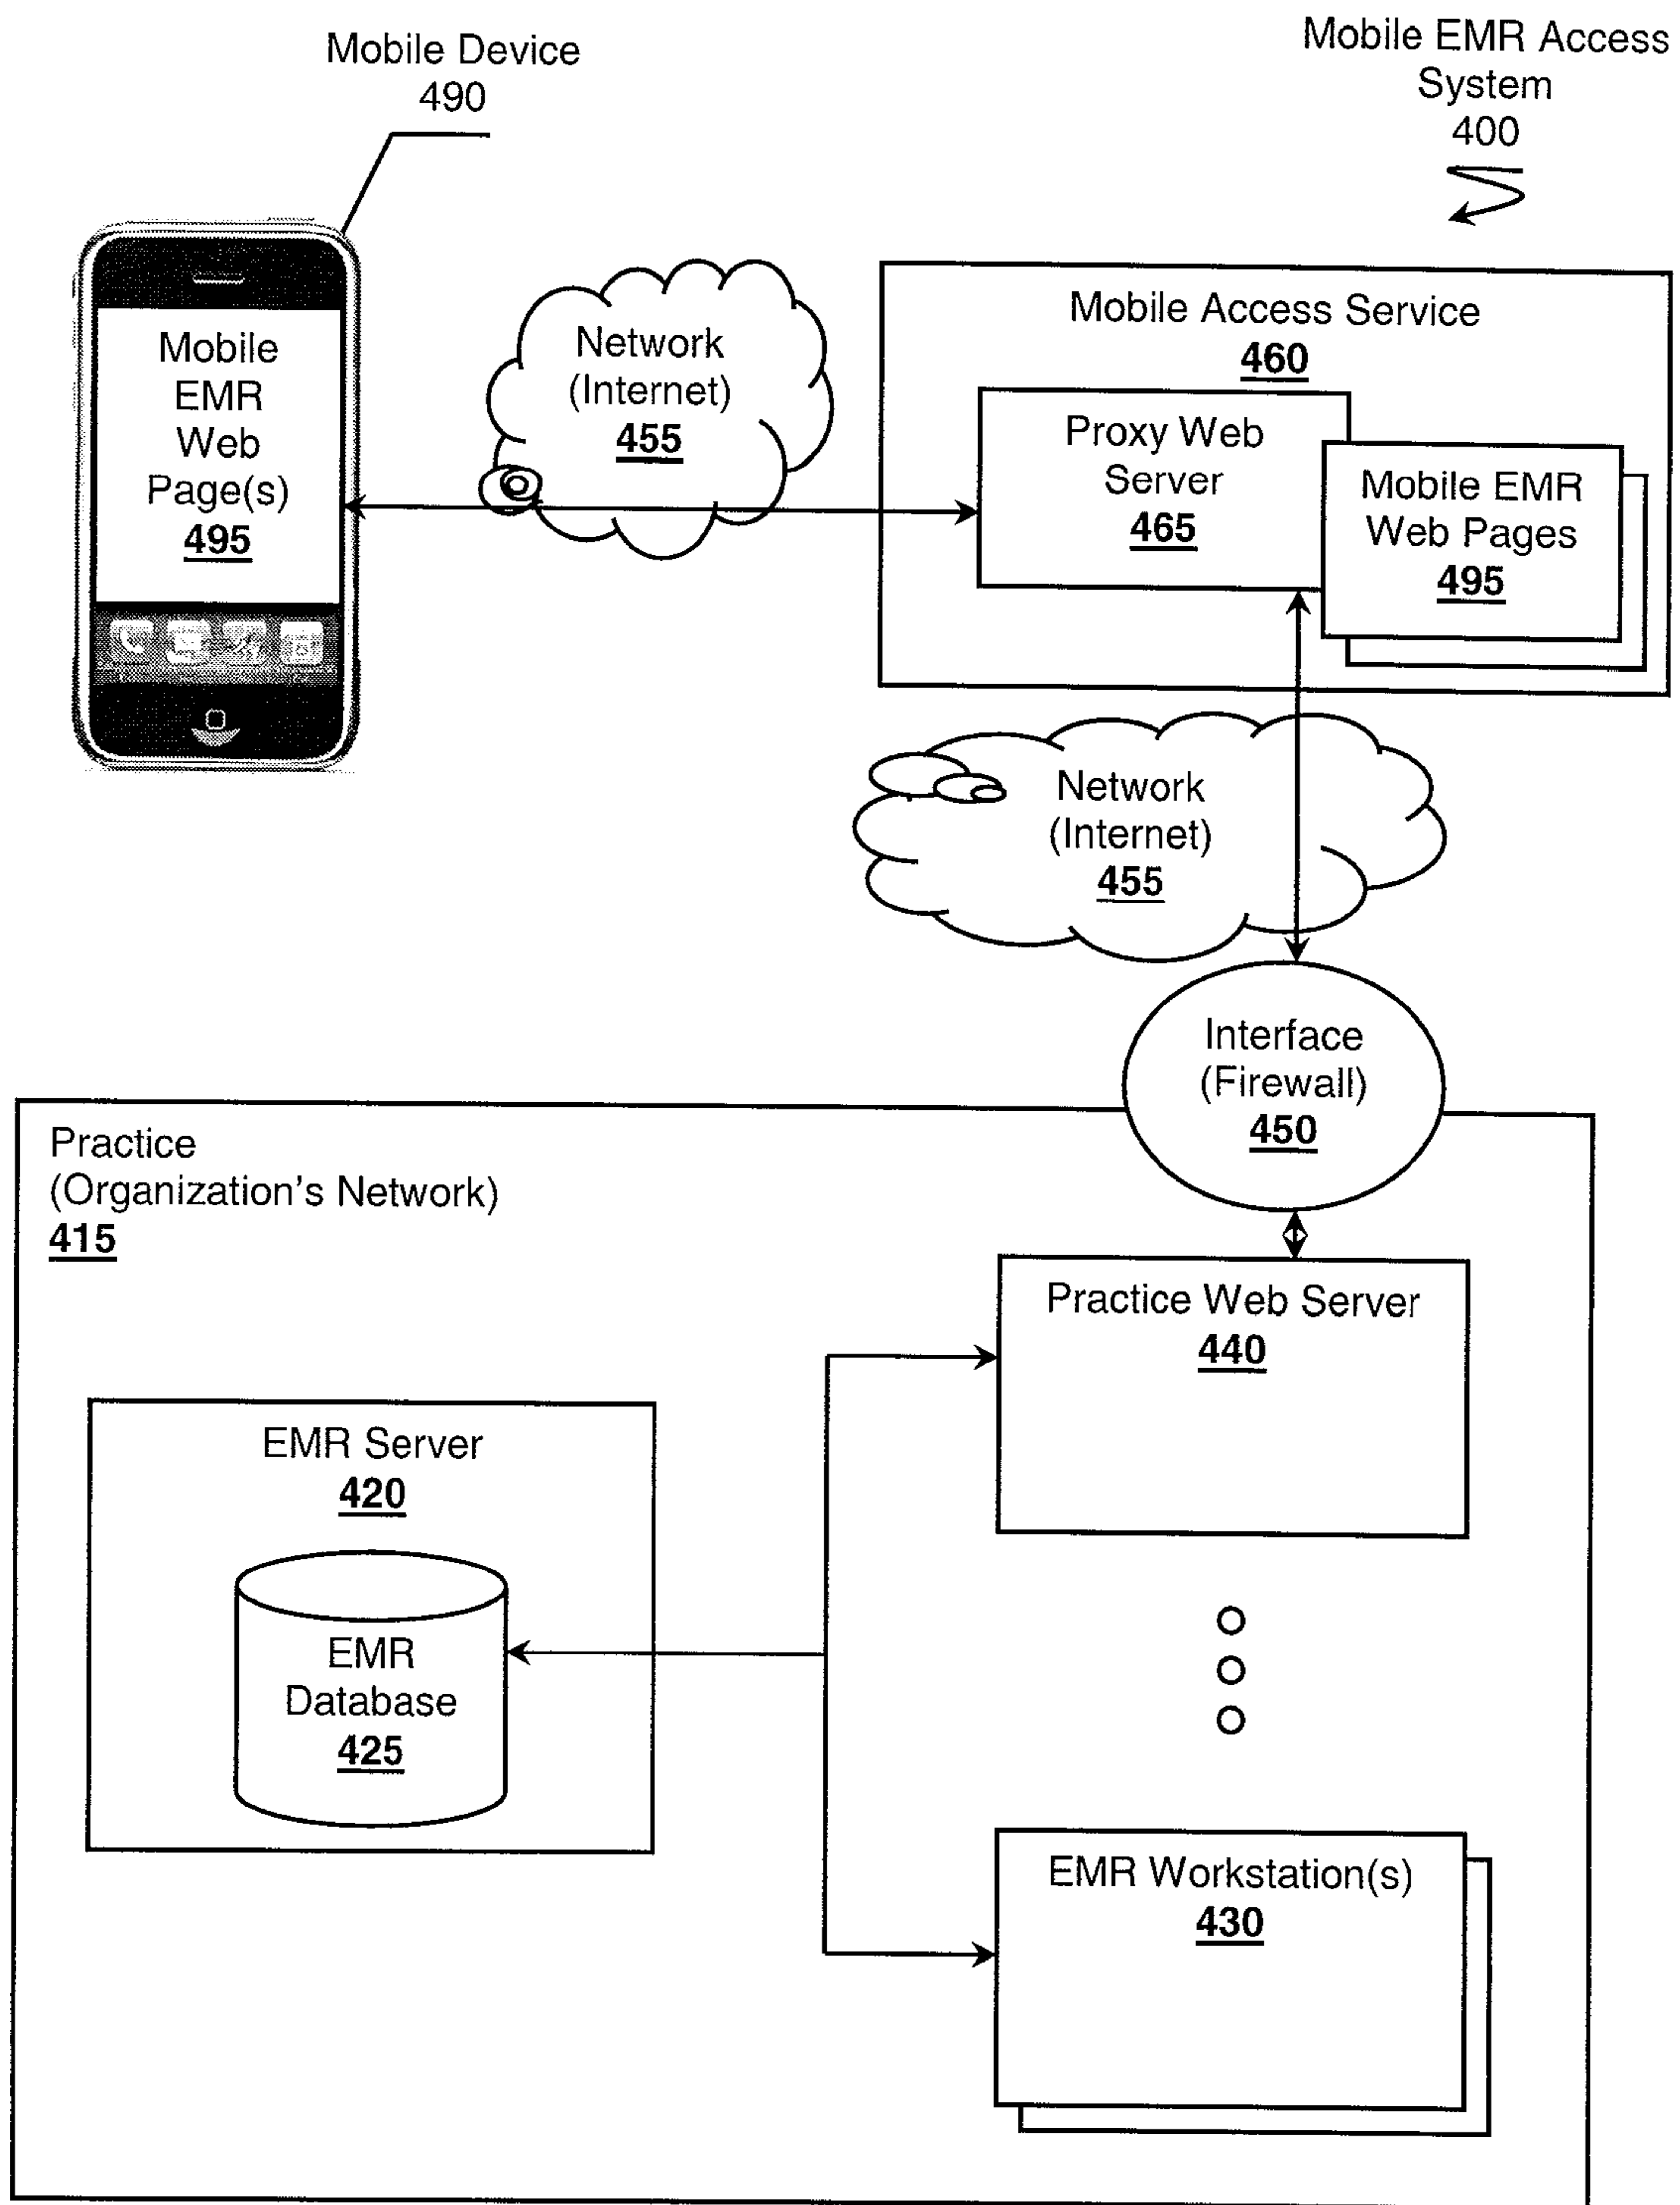 Mobile Device
490
Mobile EMR Access
System
400
Mobile
EMR
Web
Page(s)
495
Network
(Internet)
455
Mobile Access Service
460
Proxy Web
Server
465
Mobile EMR
Web Pages
495
Network
(Internet)
455
Interface
(Firewall)
450
Practice
(Organization's Network)
415
Practice Web Server
440
EMR Server
420
EMR
Database
425
EMR Workstation(s)
430